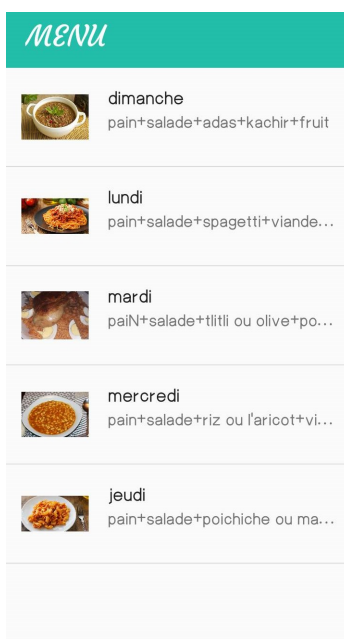 MENU
dimanche
pain+salade+adas+kachir+fruit
lundi
pain+salade+spagetti+viande...
mardi
paiN+salade+tlitli ou olive+po...
mercredi
pain+salade+riz ou l'aricot+vi...
jeudi
pain+salade+poichiche ou ma...